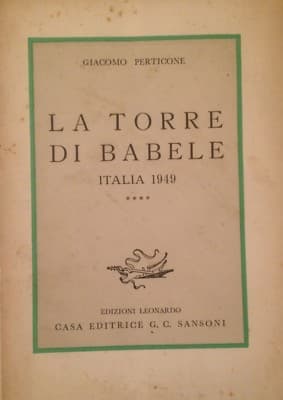 GIACOMO PERTICONE
LA TORRE
DI BABELE
ITALIA 1949
****
EDIZIONI LEONARDO
CASA EDITRICE G. C. SANSONI